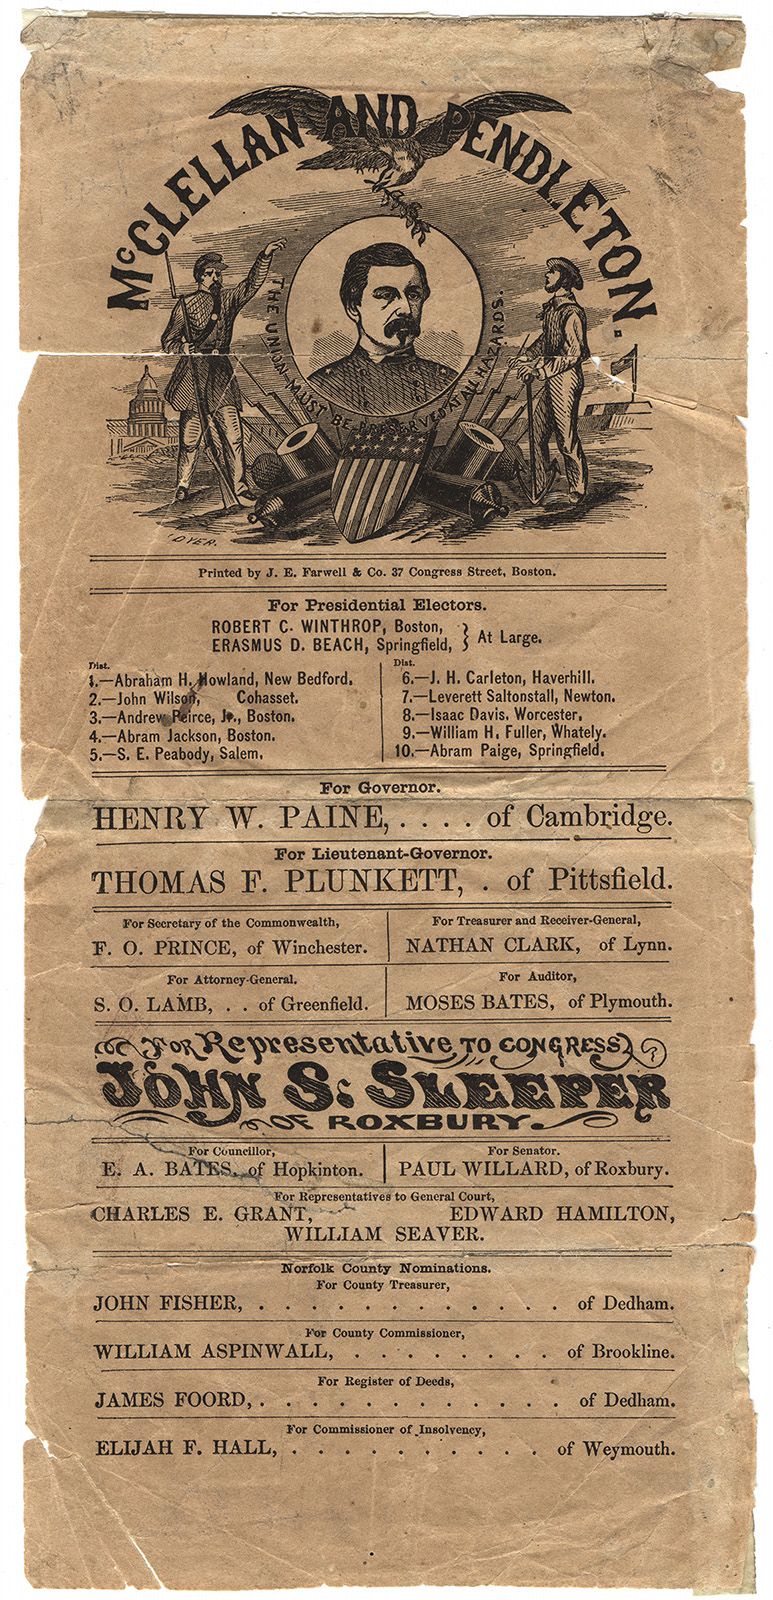 McCLELLAN AND PENDLETON.
THE UNION MUST BE PRESERVED AT ALL HAZARDS.
DYER.
Printed by J. E. Farwell & Co. 37 Congress Street, Boston.
For Presidential Electors.
ROBERT C. WINTHROP, Boston,
ERASMUS D. BEACH, Springfield, } At Large.
Dist.
1.—Abraham H. Howland, New Bedford.
2.—John Wilson, Cohasset.
3.—Andrew Peirce, Jr., Boston.
4.—Abram Jackson, Boston.
5.—S. E. Peabody, Salem.
Dist.
6.—J. H. Carleton, Haverhill.
7.—Leverett Saltonstall, Newton.
8.—Isaac Davis, Worcester.
9.—William H. Fuller, Whately.
10.—Abram Paige, Springfield.
For Governor.
HENRY W. PAINE, . . . . of Cambridge.
For Lieutenant-Governor.
THOMAS F. PLUNKETT, . of Pittsfield.
For Secretary of the Commonwealth,
F. O. PRINCE, of Winchester.
For Treasurer and Receiver-General,
NATHAN CLARK, of Lynn.
For Attorney-General.
S. O. LAMB, . . of Greenfield.
For Auditor,
MOSES BATES, of Plymouth.
FOR Representative TO CONGRESS,
JOHN S. SLEEPER
OF ROXBURY.
For Councillor,
E. A. BATES, of Hopkinton.
For Senator.
PAUL WILLARD, of Roxbury.
For Representatives to General Court,
CHARLES E. GRANT, EDWARD HAMILTON,
WILLIAM SEAVER.
Norfolk County Nominations.
For County Treasurer,
JOHN FISHER, . . . . . . . . . . . . of Dedham.
For County Commissioner,
WILLIAM ASPINWALL, . . . . . . . . of Brookline.
For Register of Deeds,
JAMES FOORD, . . . . . . . . . . . . of Dedham.
For Commissioner of Insolvency,
ELIJAH F. HALL, . . . . . . . . . . of Weymouth.